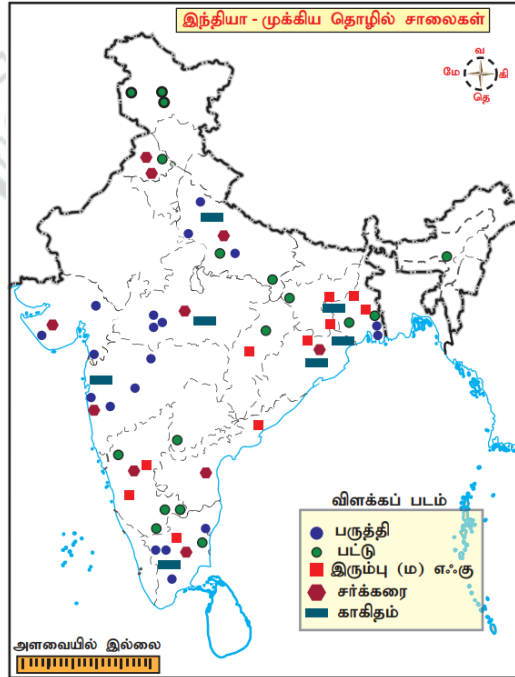 இந்தியா - முக்கிய தொழில் சாலைகள்
வ
மே கி
தெ
விளக்கப் படம்
பருத்தி
பட்டு
இரும்பு (ம) எஃகு
சர்க்கரை
காகிதம்
அளவையில் இல்லை